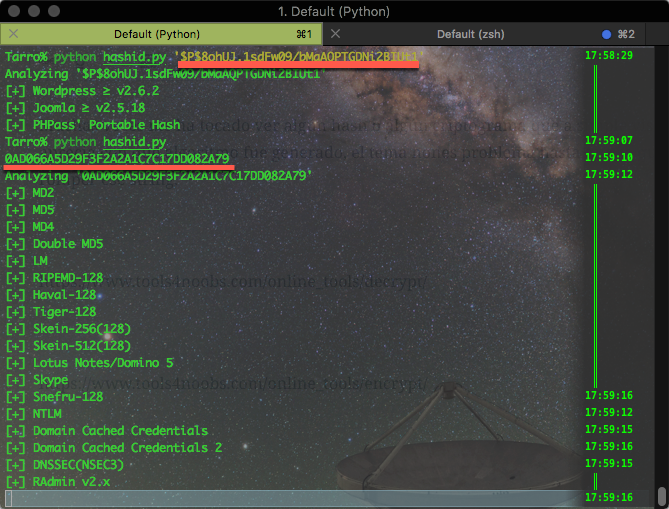 1. Default (Python)
Default (Python) ⌘1
Default (zsh) ⌘2
Tarro% python hashid.py '$P$8ohUJ.1sdFw09/bMaAQPTGDNi2BIUt1' 17:58:29
Analyzing '$P$8ohUJ.1sdFw09/bMaAQPTGDNi2BIUt1'
[+] Wordpress ≥ v2.6.2
[+] Joomla ≥ v2.5.18
[+] PHPass' Portable Hash
Tarro% python hashid.py 17:59:07
0AD066A5D29F3F2A2A1C7C17DD082A79 17:59:10
Analyzing '0AD066A5D29F3F2A2A1C7C17DD082A79' 17:59:12
[+] MD2
[+] MD5
[+] MD4
[+] Double MD5
[+] LM
[+] RIPEMD-128
www.tools4noobs.com/online_tools/decrypt/
[+] Haval-128
[+] Tiger-128
[+] Skein-256(128)
[+] Skein-512(128)
[+] Lotus Notes/Domino 5
[+] Skype
www.tools4noobs.com/online_tools/encrypt/
[+] Snefru-128 17:59:16
[+] NTLM 17:59:12
[+] Domain Cached Credentials 17:59:15
[+] Domain Cached Credentials 2 17:59:16
[+] DNSSEC(NSEC3) 17:59:15
[+] RAdmin v2.x
17:59:16